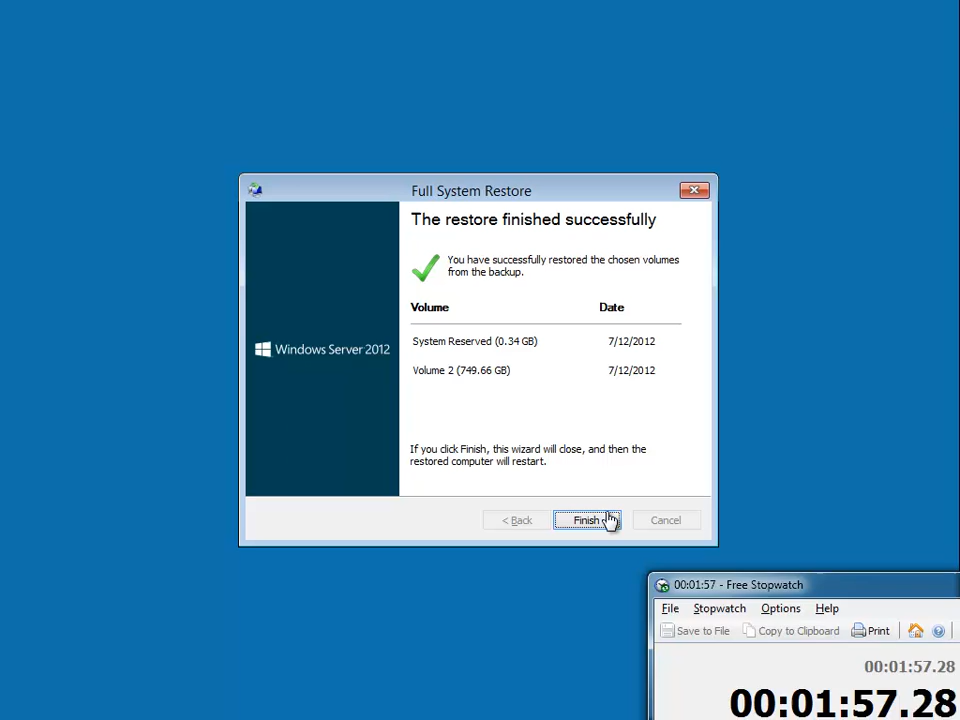 Full System Restore
The restore finished successfully
You have successfully restored the chosen volumes
from the backup.
Volume Date
System Reserved (0.34 GB) 7/12/2012
Volume 2 (749.66 GB) 7/12/2012
Windows Server 2012
If you click Finish, this wizard will close, and then the
restored computer will restart.
< Back Finish Cancel
00:01:57 - Free Stopwatch
File Stopwatch Options Help
Save to File Copy to Clipboard Print
00:01:57.28
00:01:57.28